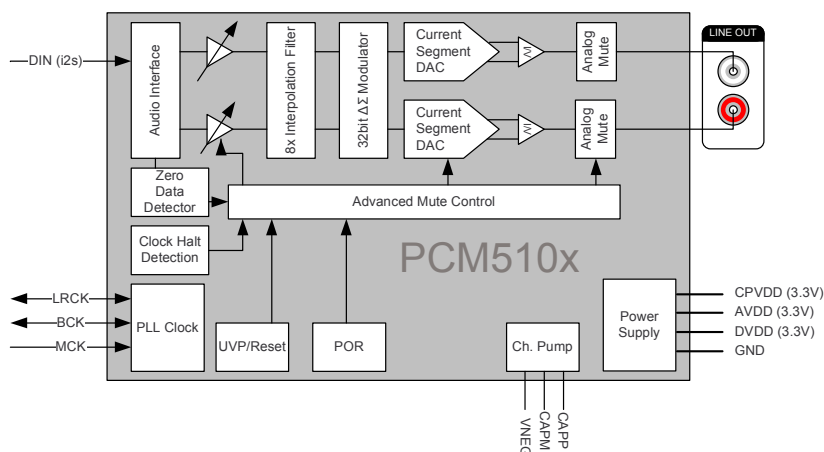 LINE OUT
DIN (i2s)
Audio Interface
8x Interpolation Filter
32bit ΔΣ Modulator
Current
Segment
DAC
I/V
Analog
Mute
Current
Segment
DAC
I/V
Analog
Mute
Zero
Data
Detector
Advanced Mute Control
Clock Halt
Detection
PCM510x
LRCK
BCK
MCK
PLL Clock
UVP/Reset
POR
Ch. Pump
Power
Supply
CPVDD (3.3V)
AVDD (3.3V)
DVDD (3.3V)
GND
VNEG
CAPM
CAPP